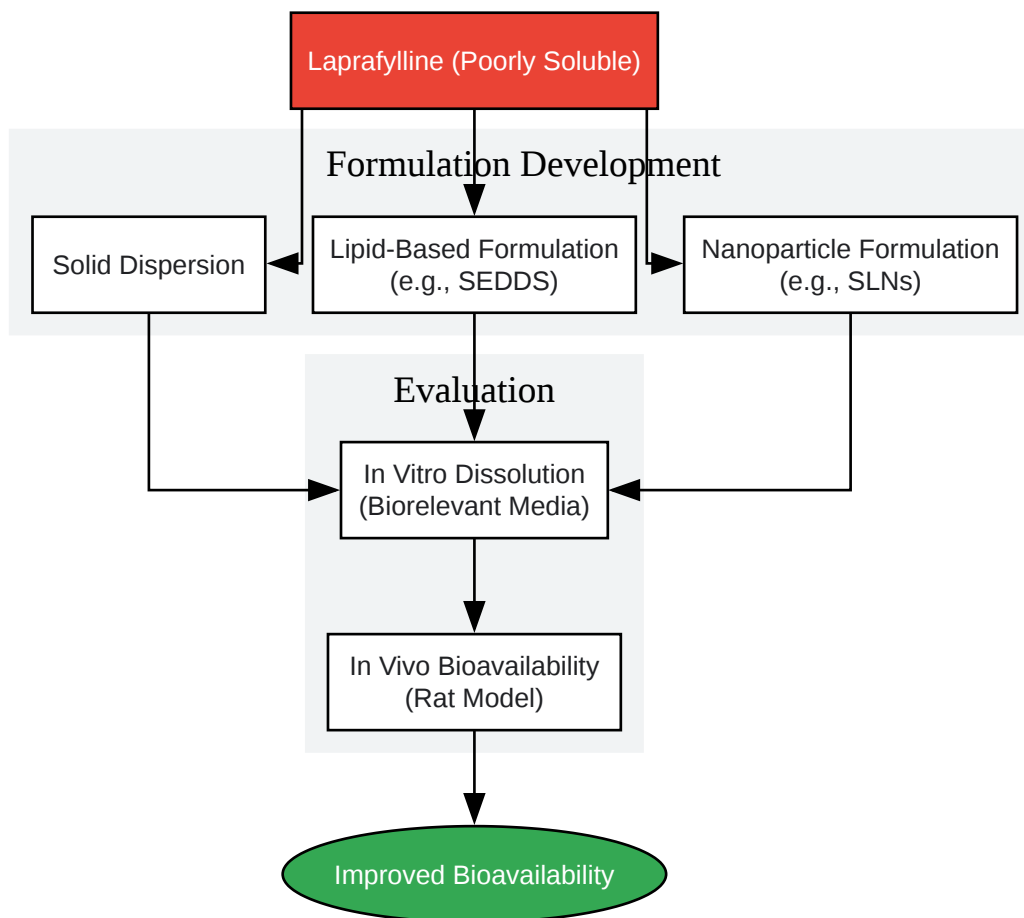 Laprafylline (Poorly Soluble)
Formulation Development
Solid Dispersion
Lipid-Based Formulation
(e.g., SEDDS)
Nanoparticle Formulation
(e.g., SLNs)
Evaluation
In Vitro Dissolution
(Biorelevant Media)
In Vivo Bioavailability
(Rat Model)
Improved Bioavailability